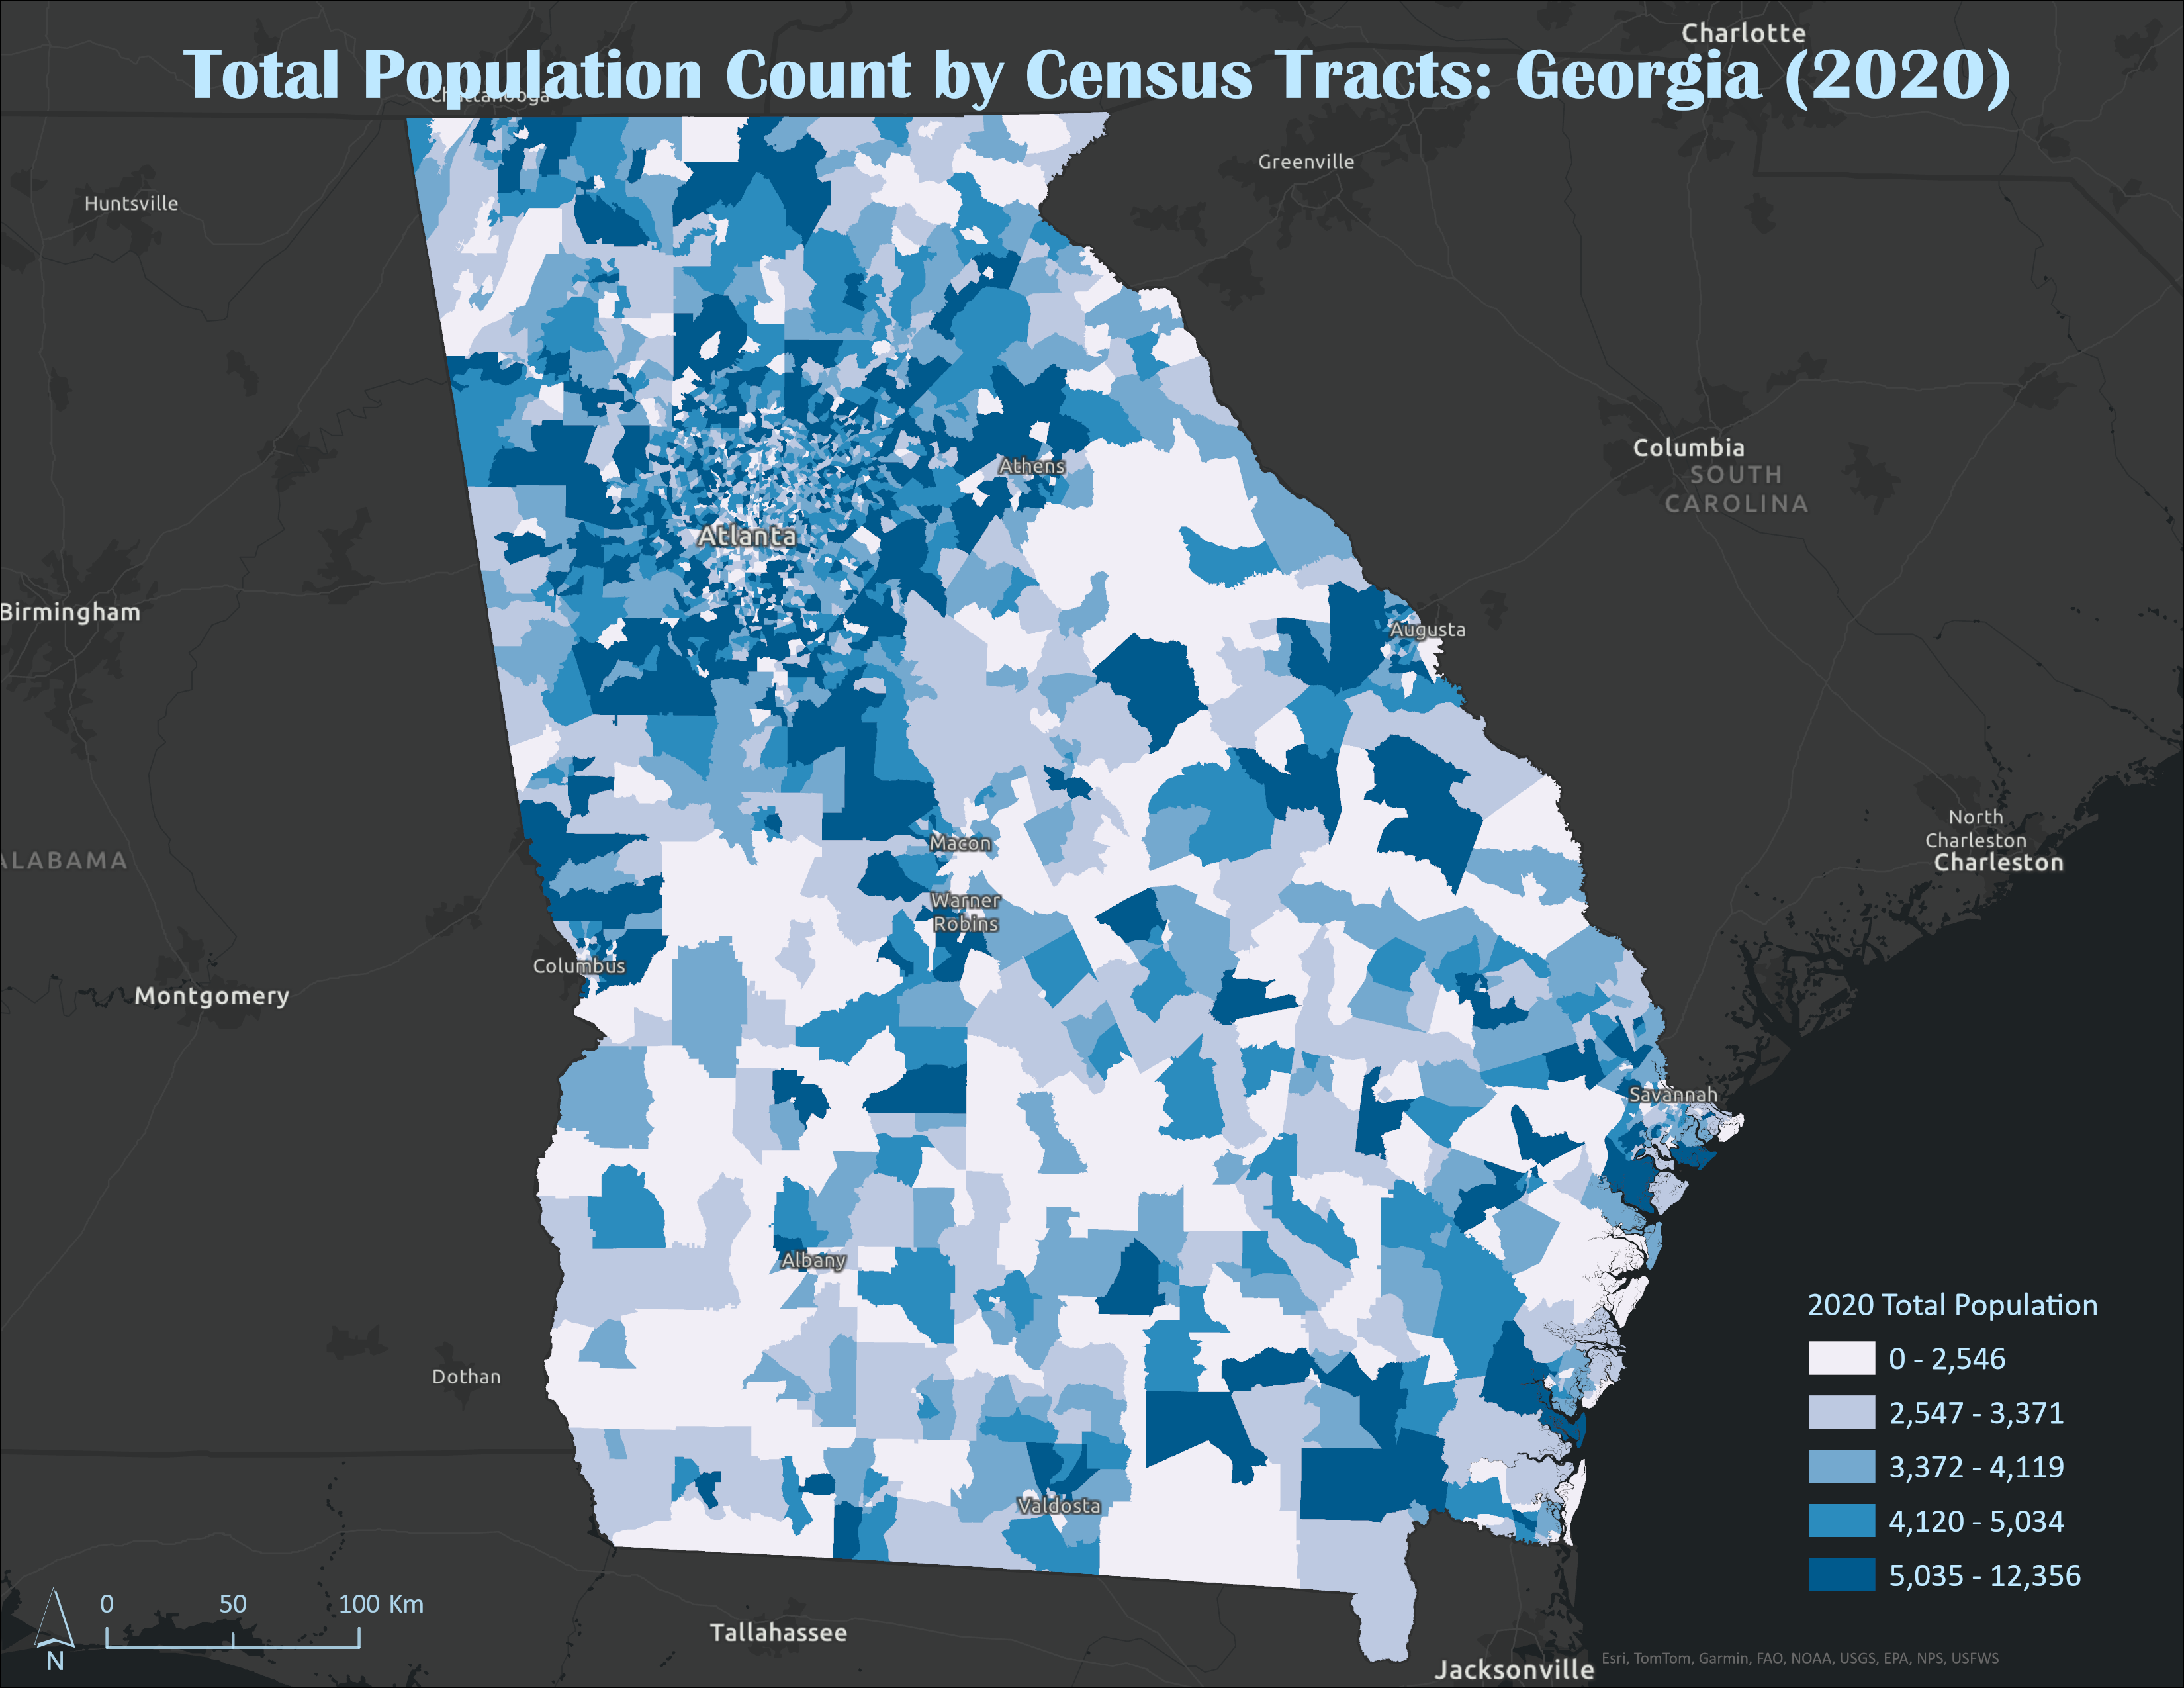 Charlotte
Total Population Count by Census Tracts: Georgia (2020)
Chattanooga
Greenville
Huntsville
Columbia
SOUTH
CAROLINA
Athens
Atlanta
Birmingham
Augusta
North
Charleston
Charleston
Macon
ALABAMA
Warner
Robins
Columbus
Montgomery
Savannah
Albany
Dothan
Valdosta
2020 Total Population
0 - 2,546
2,547 - 3,371
3,372 - 4,119
4,120 - 5,034
5,035 - 12,356
0 50 100 Km
N
Tallahassee
Jacksonville
Esri, TomTom, Garmin, FAO, NOAA, USGS, EPA, NPS, USFWS